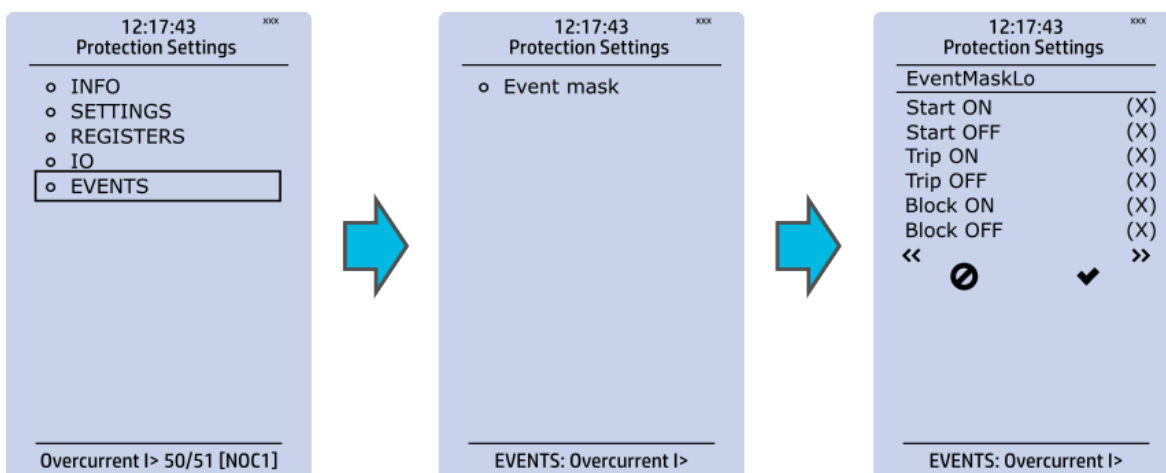 12:17:43 xxx
Protection Settings
INFO
SETTINGS
REGISTERS
IO
EVENTS
Overcurrent I> 50/51 [NOC1]
12:17:43 xxx
Protection Settings
Event mask
EVENTS: Overcurrent I>
12:17:43 xxx
Protection Settings
EventMaskLo
Start ON (X)
Start OFF (X)
Trip ON (X)
Trip OFF (X)
Block ON (X)
Block OFF (X)
<< >>
EVENTS: Overcurrent I>